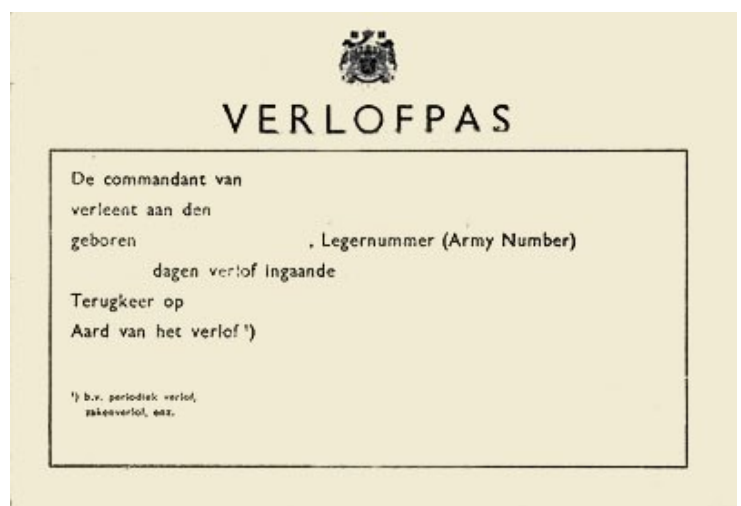 VERLOFPAS
De commandant van
verleent aan den
geboren , Legernummer (Army Number)
dagen verlof ingaande
Terugkeer op
Aard van het verlof ¹)
¹) b.v. periodiek verlof,
zakenverlof, enz.